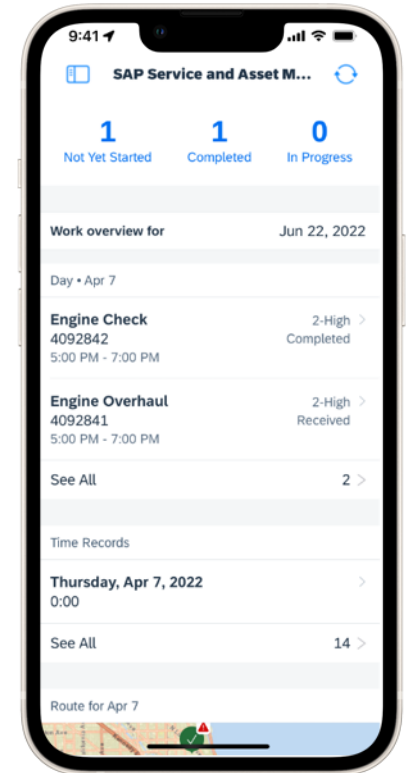 9:41
SAP Service and Asset M...
1 1 0
Not Yet Started Completed In Progress
Work overview for Jun 22, 2022
Day • Apr 7
Engine Check 2-High
4092842 Completed
5:00 PM - 7:00 PM
Engine Overhaul 2-High
4092841 Received
5:00 PM - 7:00 PM
See All 2
Time Records
Thursday, Apr 7, 2022
0:00
See All 14
Route for Apr 7